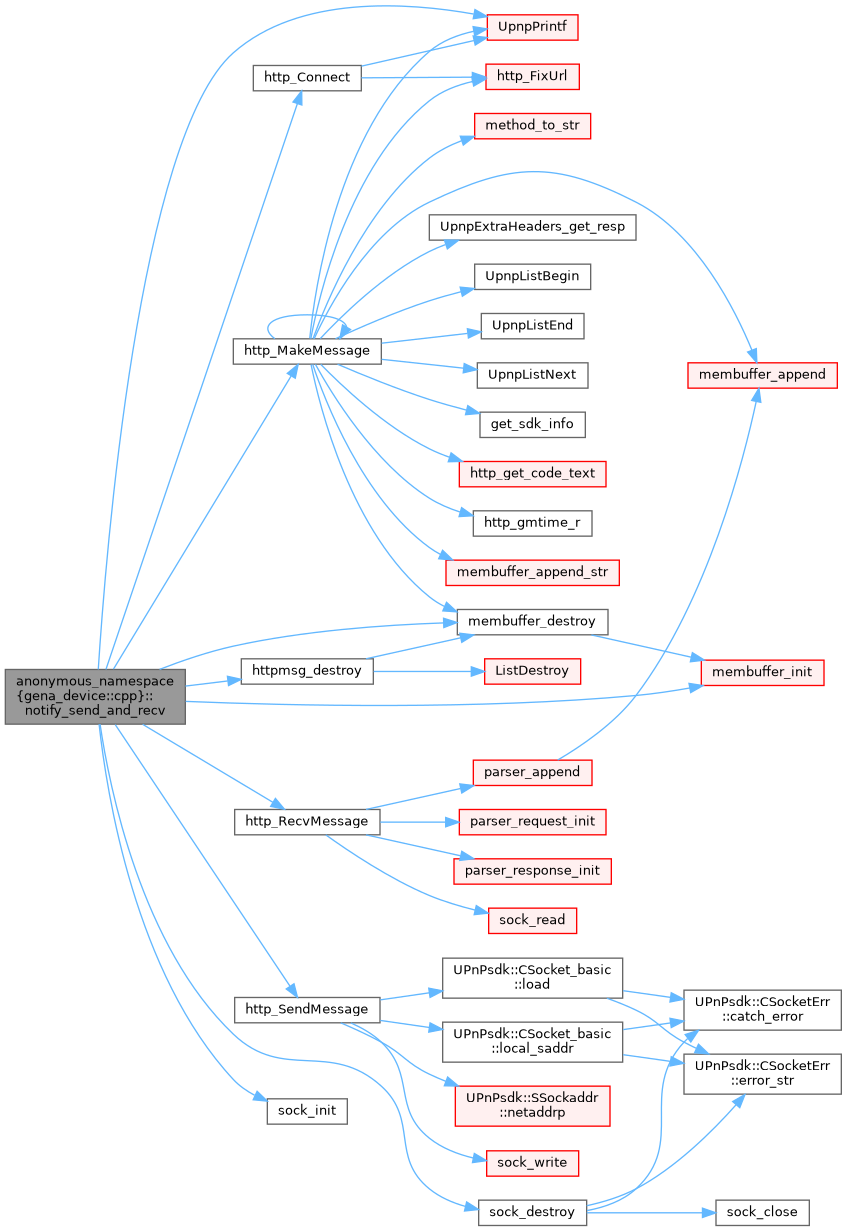 UpnpPrintf
http_Connect
http_FixUrl
method_to_str
UpnpExtraHeaders_get_resp
UpnpListBegin
UpnpListEnd
http_MakeMessage
UpnpListNext
membuffer_append
get_sdk_info
http_get_code_text
http_gmtime_r
membuffer_append_str
membuffer_destroy
httpmsg_destroy
ListDestroy
membuffer_init
anonymous_namespace
{gena_device::cpp}::
notify_send_and_recv
parser_append
http_RecvMessage
parser_request_init
parser_response_init
sock_read
UPnPsdk::CSocket_basic
::load
http_SendMessage
UPnPsdk::CSocketErr
::catch_error
UPnPsdk::CSocket_basic
::local_saddr
UPnPsdk::CSocketErr
::error_str
UPnPsdk::SSockaddr
::netaddrp
sock_init
sock_write
sock_destroy
sock_close